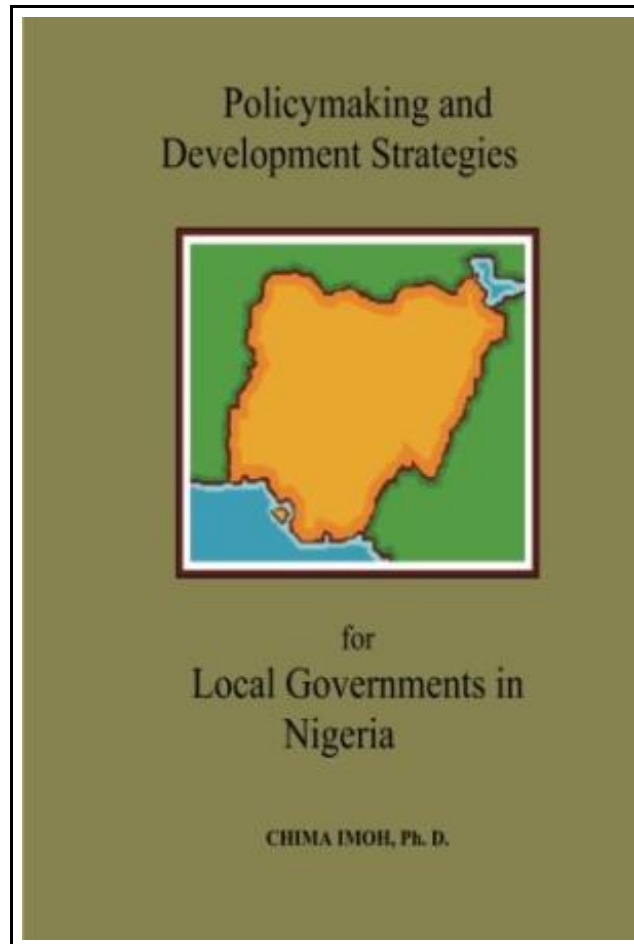 Policymaking and
Development Strategies
for
Local Governments in
Nigeria
CHIMA IMOH, Ph. D.